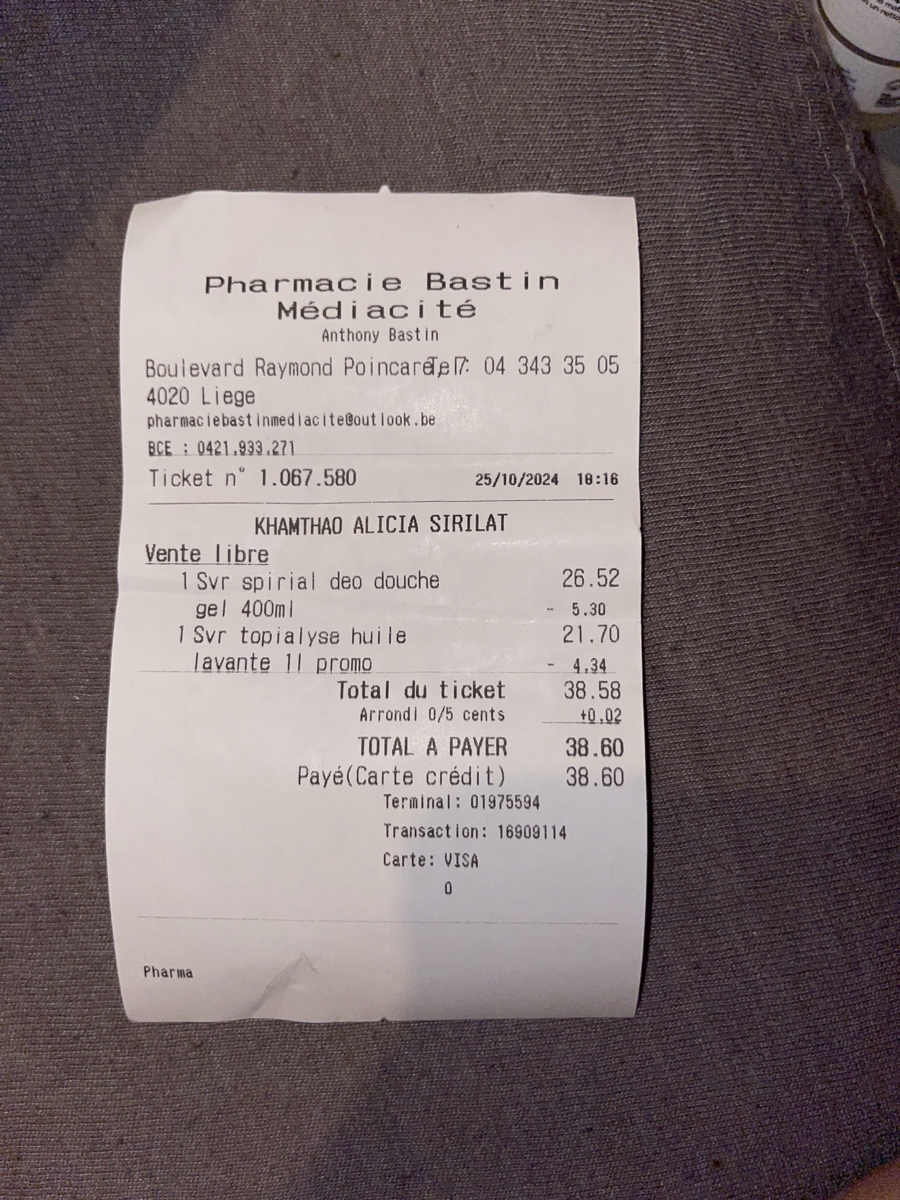 Pharmacie Bastin
Médiacité
Anthony Bastin
Boulevard Raymond Poincaré, 7 Tel: 04 343 35 05
4020 Liege
pharmaciebastinmediacite@outlook.be
BCE : 0421.933.271
Ticket n° 1.067.580 25/10/2024 18:16
KHAMTHAO ALICIA SIRILAT
Vente libre
1 Svr spirial deo douche 26.52
gel 400ml - 5.30
1 Svr topialyse huile 21.70
lavante 1l promo - 4.34
Total du ticket 38.58
Arrondi 0/5 cents +0.02
TOTAL A PAYER 38.60
Payé(Carte crédit) 38.60
Terminal: 01975594
Transaction: 16909114
Carte: VISA
0
Pharma